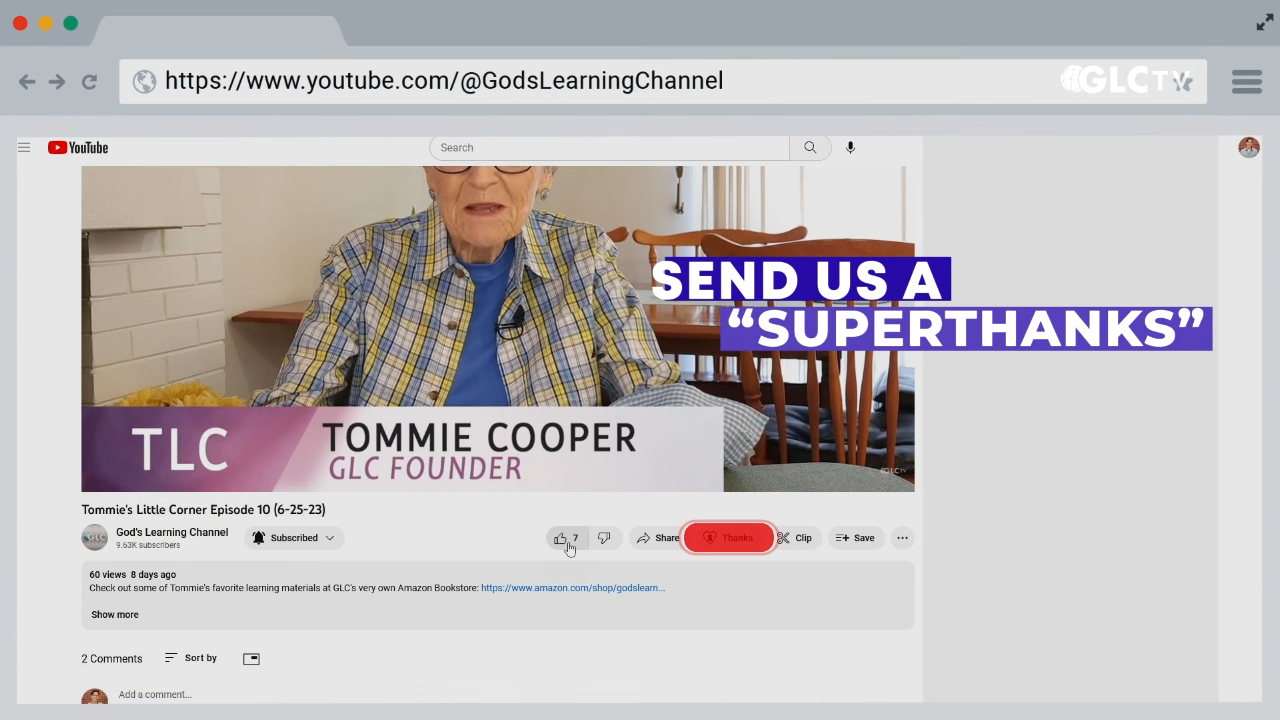 https://www.youtube.com/@GodsLearningChannel
GLCTV
YouTube
Search
SEND US A
“SUPERTHANKS”
TLC
TOMMIE COOPER
GLC FOUNDER
GLCTV
Tommie's Little Corner Episode 10 (6-25-23)
GLC
God's Learning Channel
9.63K subscribers
Subscribed
7
Share
Thanks
Clip
Save
60 views 8 days ago
Check out some of Tommie's favorite learning materials at GLC's very own Amazon Bookstore: https://www.amazon.com/shop/godslearn...
Show more
2 Comments
Sort by
Add a comment...